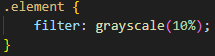 .element {
    filter: grayscale(10%);
}